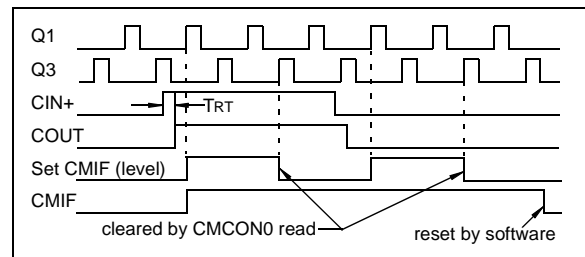 Q1
Q3
CIN+
TRT
COUT
Set CMIF (level)
CMIF
cleared by CMCON0 read
reset by software